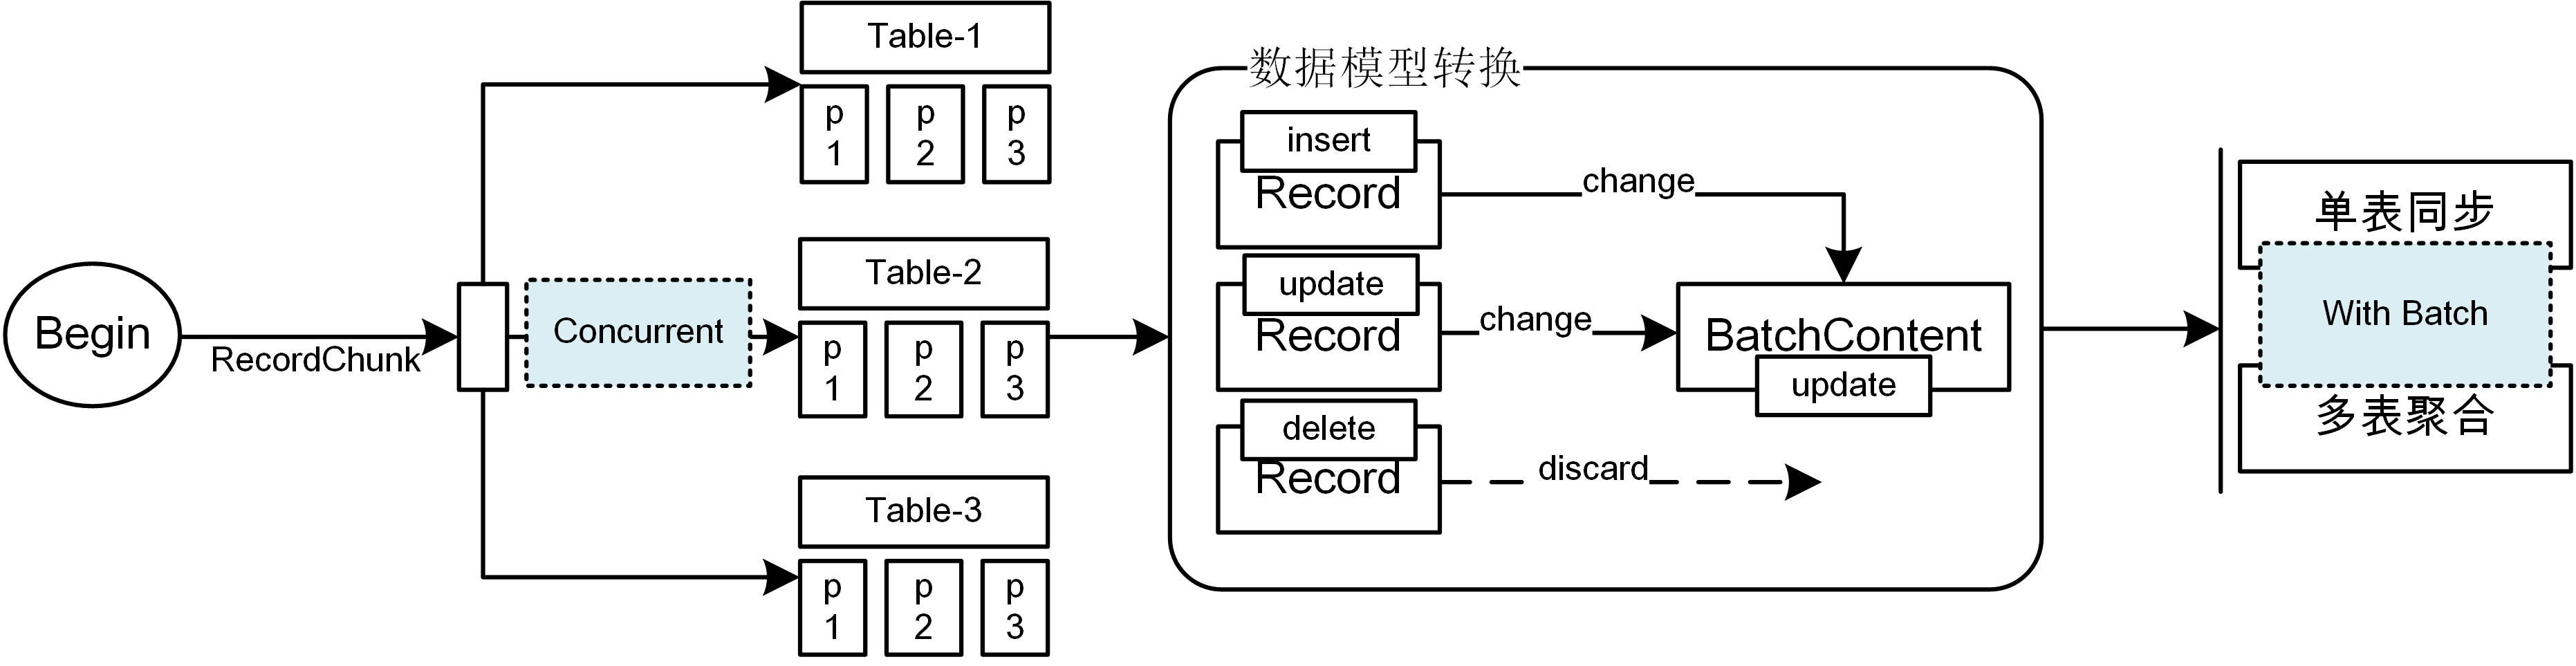 Begin
RecordChunk
Concurrent
Table-1
p
1
p
2
p
3
Table-2
p
1
p
2
p
3
Table-3
p
1
p
2
p
3
数据模型转换
insert
Record
change
update
Record
change
delete
Record
discard
BatchContent
update
单表同步
With Batch
多表聚合